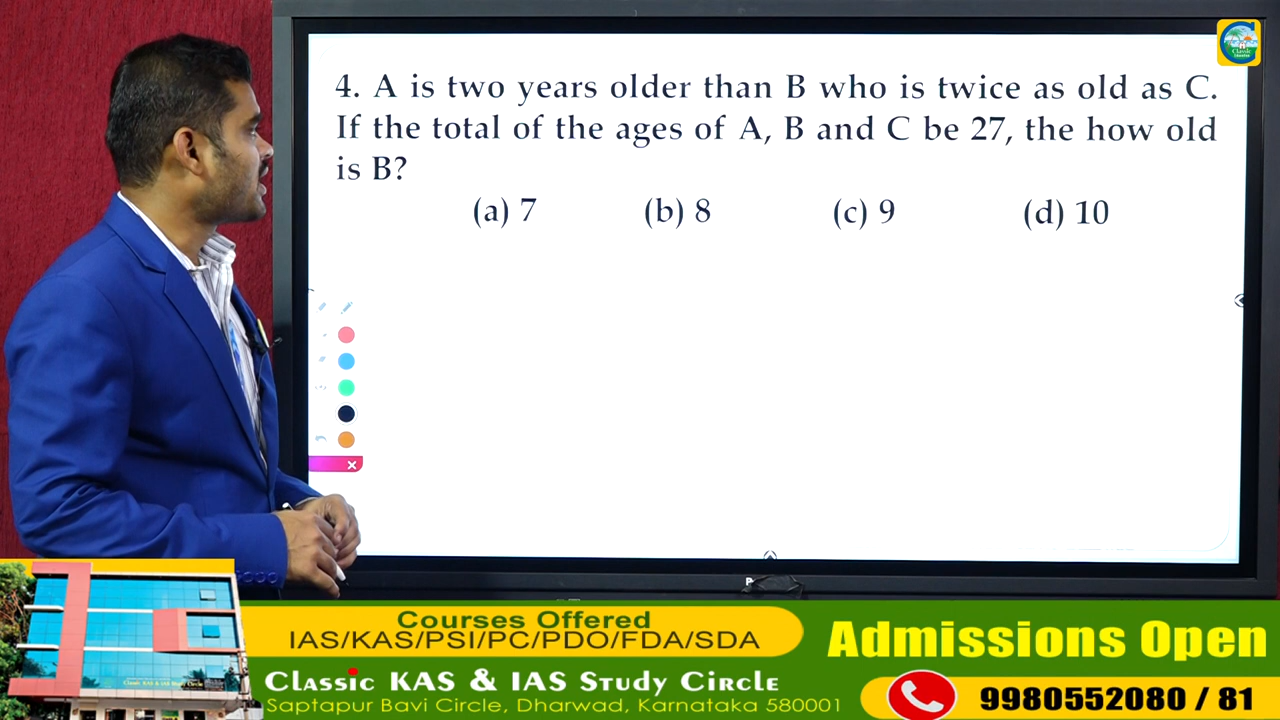 Classic
4. A is two years older than B who is twice as old as C.
If the total of the ages of A, B and C be 27, the how old
is B?
(a) 7 (b) 8 (c) 9 (d) 10
Courses Offered
IAS/KAS/PSI/PC/PDO/FDA/SDA
Classic KAS & IAS Study Circle
Saptapur Bavi Circle, Dharwad, Karnataka 580001
Admissions Open
9980552080 / 81